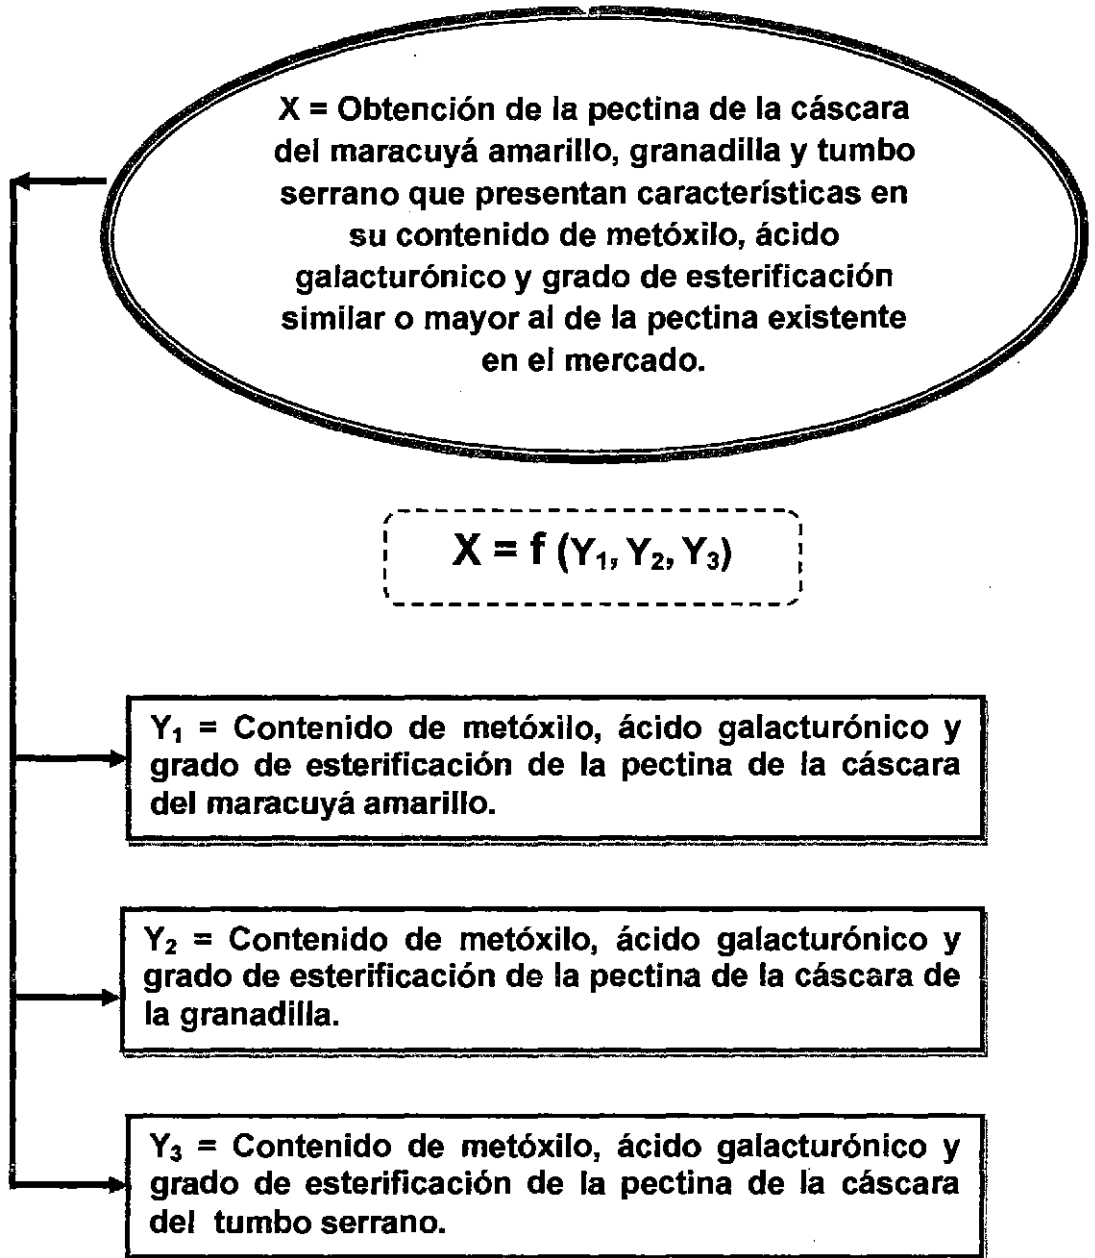 X = Obtención de la pectina de la cáscara
del maracuyá amarillo, granadilla y tumbo
serrano que presentan características en
su contenido de metóxilo, ácido
galacturónico y grado de esterificación
similar o mayor al de la pectina existente
en el mercado.
X = f (Y₁, Y₂, Y₃)
Y₁ = Contenido de metóxilo, ácido galacturónico y
grado de esterificación de la pectina de la cáscara
del maracuyá amarillo.
Y₂ = Contenido de metóxilo, ácido galacturónico y
grado de esterificación de la pectina de la cáscara de
la granadilla.
Y₃ = Contenido de metóxilo, ácido galacturónico y
grado de esterificación de la pectina de la cáscara
del tumbo serrano.